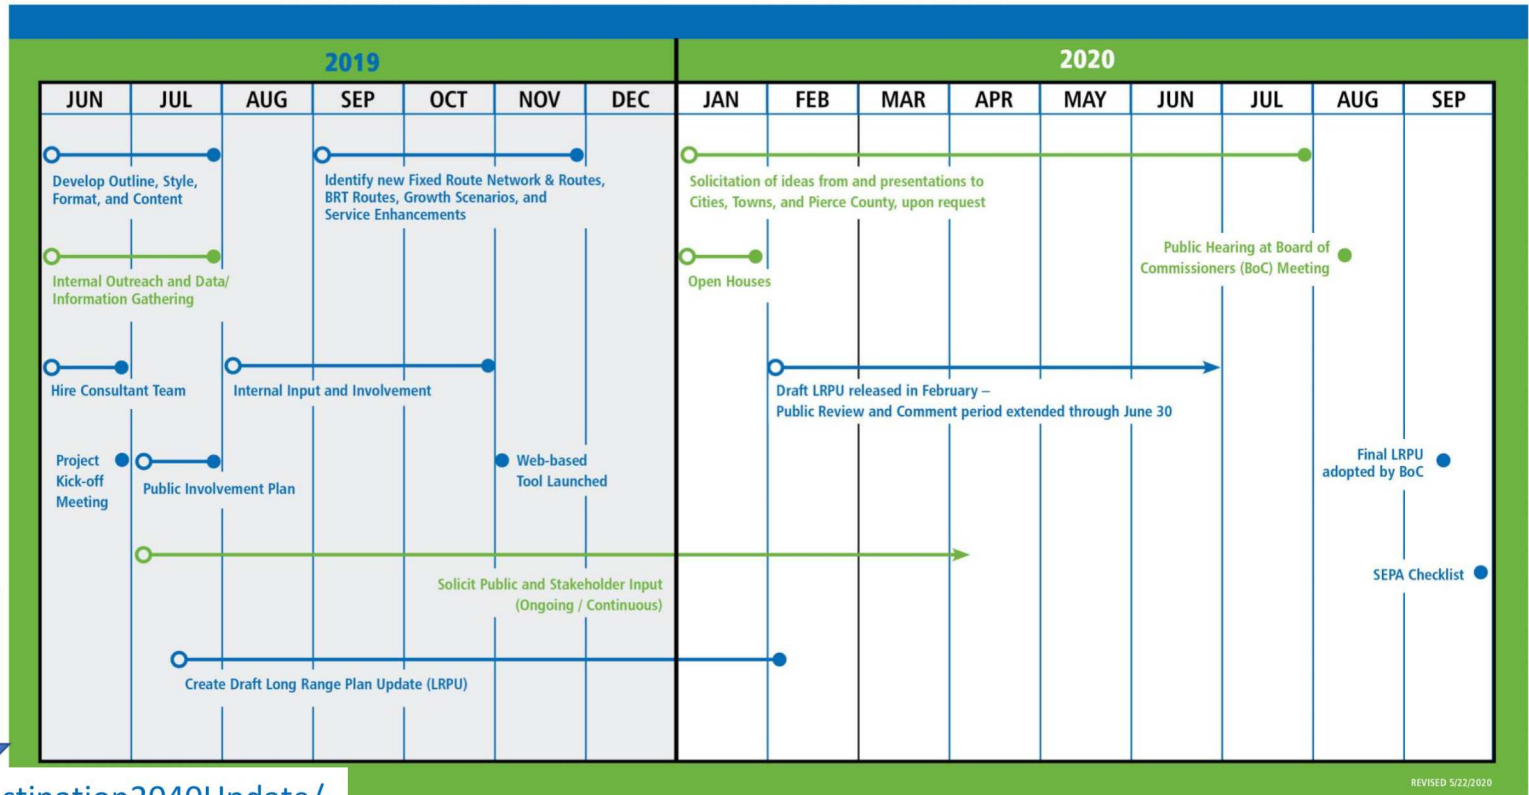 2019
2020
JUN JUL AUG SEP OCT NOV DEC JAN FEB MAR APR MAY JUN JUL AUG SEP
Develop Outline, Style,
Format, and Content
Identify new Fixed Route Network & Routes,
BRT Routes, Growth Scenarios, and
Service Enhancements
Solicitation of ideas from and presentations to
Cities, Towns, and Pierce County, upon request
Internal Outreach and Data/
Information Gathering
Open Houses
Public Hearing at Board of
Commissioners (BoC) Meeting
Hire Consultant Team
Internal Input and Involvement
Draft LRPU released in February –
Public Review and Comment period extended through June 30
Project
Kick-off
Meeting
Public Involvement Plan
Web-based
Tool Launched
Final LRPU
adopted by BoC
Solicit Public and Stakeholder Input
(Ongoing / Continuous)
SEPA Checklist
Create Draft Long Range Plan Update (LRPU)
REVISED 5/22/2020
stination2040Update/